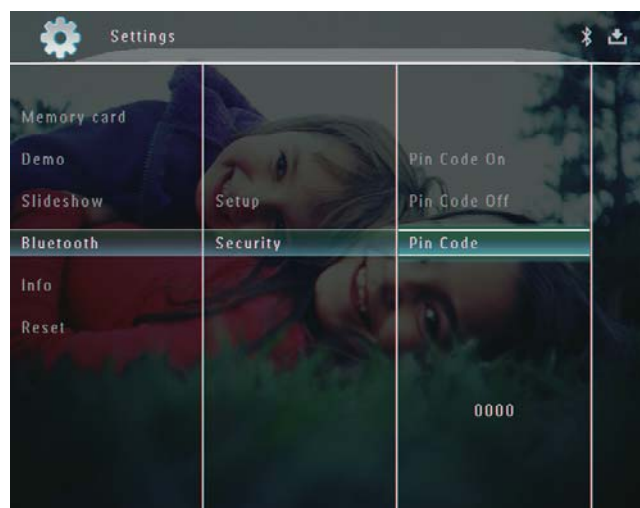 Settings
Memory card
Demo
Slideshow
Bluetooth
Info
Reset
Setup
Security
Pin Code On
Pin Code Off
Pin Code
0000